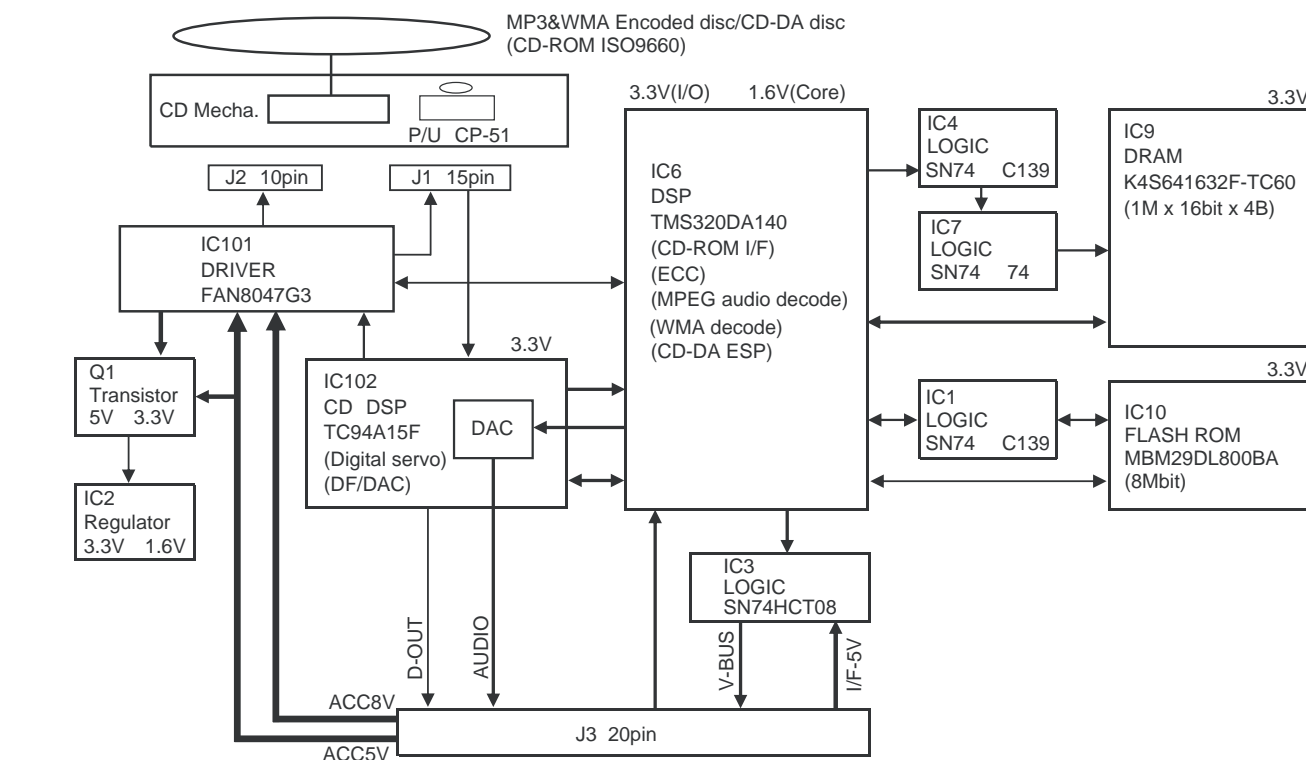 MP3&WMA Encoded disc/CD-DA disc
(CD-ROM ISO9660)
CD Mecha.
P/U CP-51
J2 10pin
J1 15pin
IC101
DRIVER
FAN8047G3
Q1
Transistor
5V 3.3V
IC2
Regulator
3.3V 1.6V
3.3V
IC102
CD DSP
TC94A15F
(Digital servo)
(DF/DAC)
DAC
3.3V(I/O) 1.6V(Core)
IC6
DSP
TMS320DA140
(CD-ROM I/F)
(ECC)
(MPEG audio decode)
(WMA decode)
(CD-DA ESP)
IC4
LOGIC
SN74 C139
IC7
LOGIC
SN74 74
3.3V
IC9
DRAM
K4S641632F-TC60
(1M x 16bit x 4B)
IC1
LOGIC
SN74 C139
3.3V
IC10
FLASH ROM
MBM29DL800BA
(8Mbit)
IC3
LOGIC
SN74HCT08
D-OUT
AUDIO
V-BUS
I/F-5V
ACC8V
ACC5V
J3 20pin